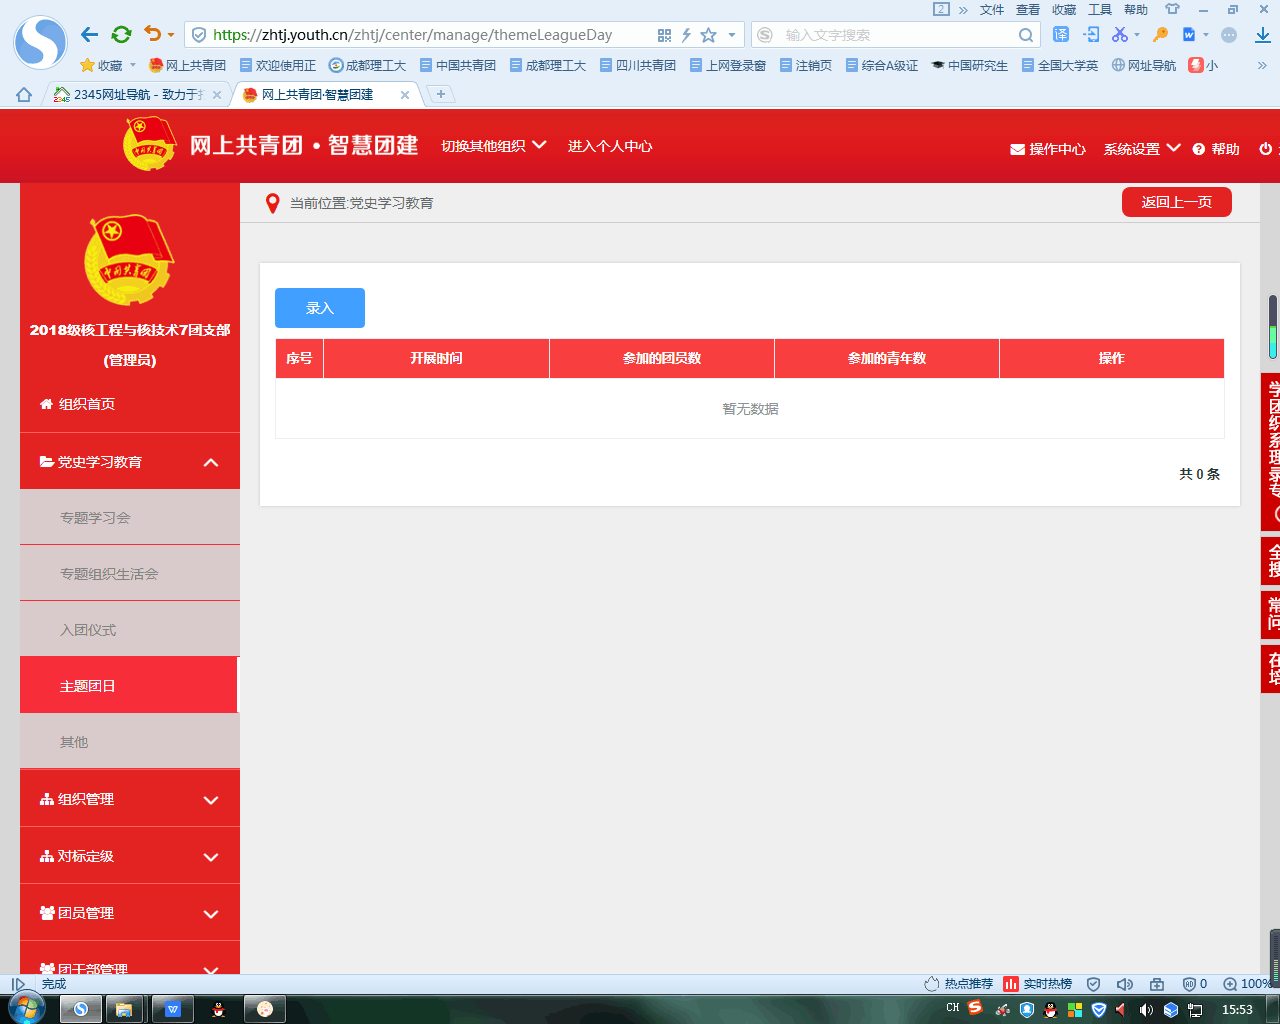 2 » 文件 查看 收藏 工具 帮助
https://zhtj.youth.cn/zhtj/center/manage/themeLeagueDay
输入文字搜索
收藏 网上共青团 欢迎使用正 成都理工大 中国共青团 成都理工大 四川共青团 上网登录窗 注销页 综合A级证 中国研究生 全国大学英 网址导航 小 »
2345网址导航 - 致力于打
网上共青团·智慧团建
网上共青团·智慧团建 切换其他组织 进入个人中心
操作中心 系统设置 帮助
当前位置:党史学习教育
返回上一页
2018级核工程与核技术7团支部
(管理员)
组织首页
党史学习教育
专题学习会
专题组织生活会
入团仪式
主题团日
其他
组织管理
对标定级
团员管理
团干部管理
录入
序号 开展时间 参加的团员数 参加的青年数 操作
暂无数据
共 0 条
完成
热点推荐 实时热榜 0 100%
CH 15:53